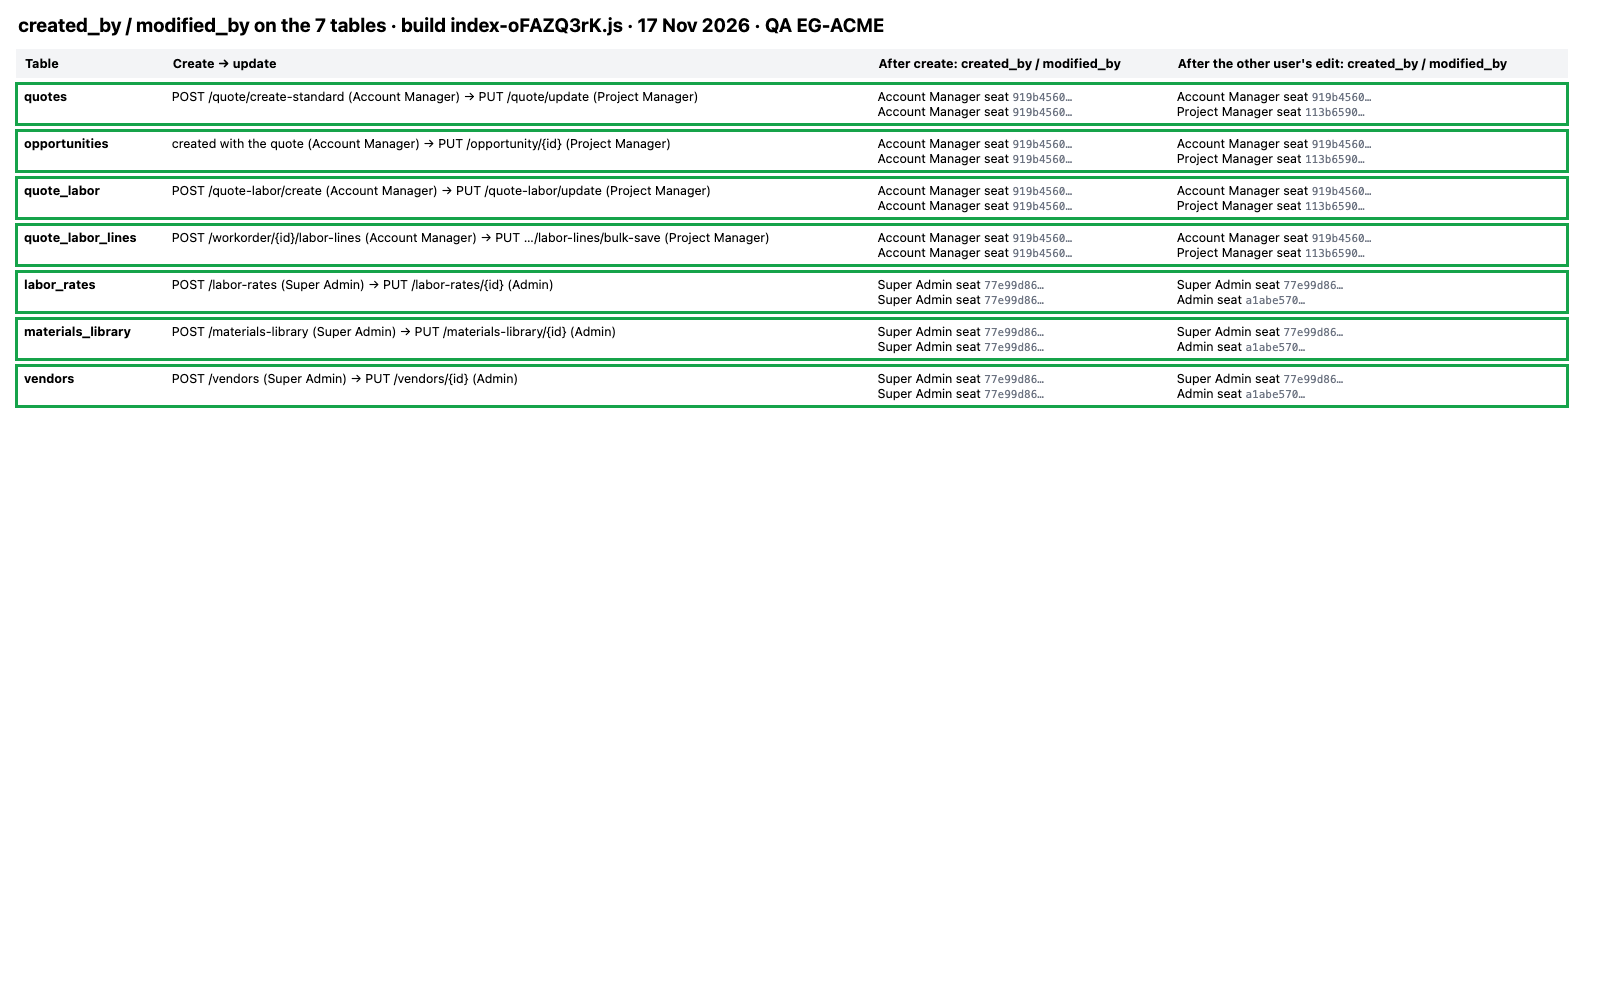 created_by / modified_by on the 7 tables · build index-oFAZQ3rK.js · 17 Nov 2026 · QA EG-ACME
Table Create → update After create: created_by / modified_by After the other user's edit: created_by / modified_by
quotes POST /quote/create-standard (Account Manager) → PUT /quote/update (Project Manager) Account Manager seat 919b4560… Account Manager seat 919b4560…
Account Manager seat 919b4560… Project Manager seat 113b6590…
opportunities created with the quote (Account Manager) → PUT /opportunity/{id} (Project Manager) Account Manager seat 919b4560… Account Manager seat 919b4560…
Account Manager seat 919b4560… Project Manager seat 113b6590…
quote_labor POST /quote-labor/create (Account Manager) → PUT /quote-labor/update (Project Manager) Account Manager seat 919b4560… Account Manager seat 919b4560…
Account Manager seat 919b4560… Project Manager seat 113b6590…
quote_labor_lines POST /workorder/{id}/labor-lines (Account Manager) → PUT …/labor-lines/bulk-save (Project Manager) Account Manager seat 919b4560… Account Manager seat 919b4560…
Account Manager seat 919b4560… Project Manager seat 113b6590…
labor_rates POST /labor-rates (Super Admin) → PUT /labor-rates/{id} (Admin) Super Admin seat 77e99d86… Super Admin seat 77e99d86…
Super Admin seat 77e99d86… Admin seat a1abe570…
materials_library POST /materials-library (Super Admin) → PUT /materials-library/{id} (Admin) Super Admin seat 77e99d86… Super Admin seat 77e99d86…
Super Admin seat 77e99d86… Admin seat a1abe570…
vendors POST /vendors (Super Admin) → PUT /vendors/{id} (Admin) Super Admin seat 77e99d86… Super Admin seat 77e99d86…
Super Admin seat 77e99d86… Admin seat a1abe570…